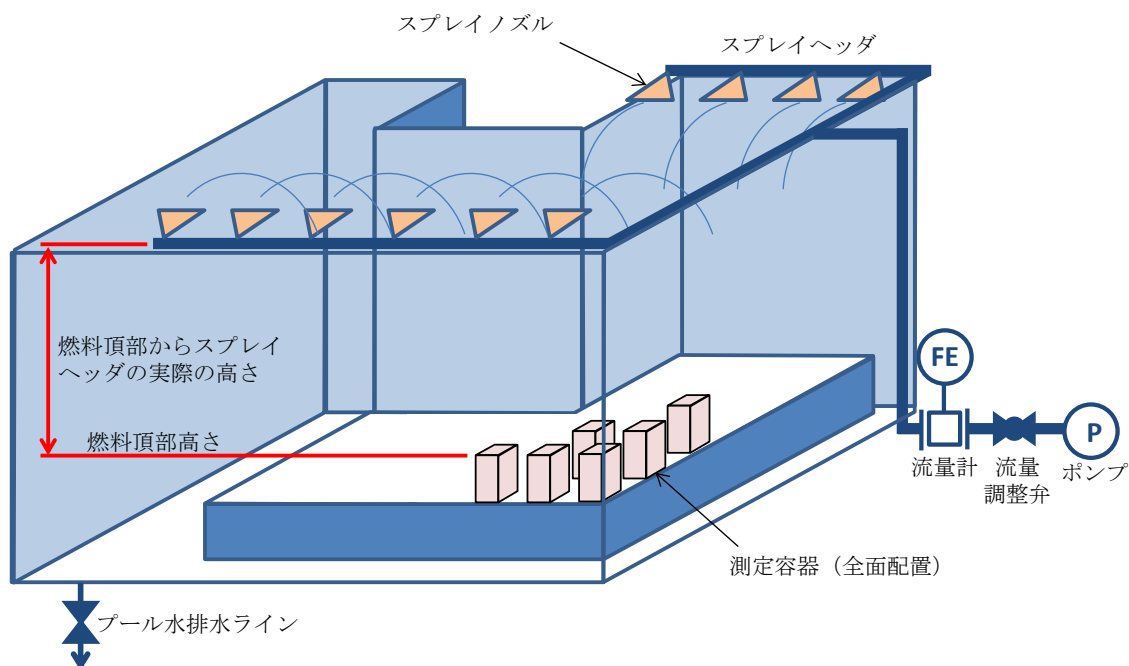 スプレイノズル
スプレイヘッダ
燃料頂部からスプレイ
ヘッダの実際の高さ
燃料頂部高さ
FE
P
流量計
流量
調整弁
ポンプ
測定容器（全面配置）
プール水排水ライン